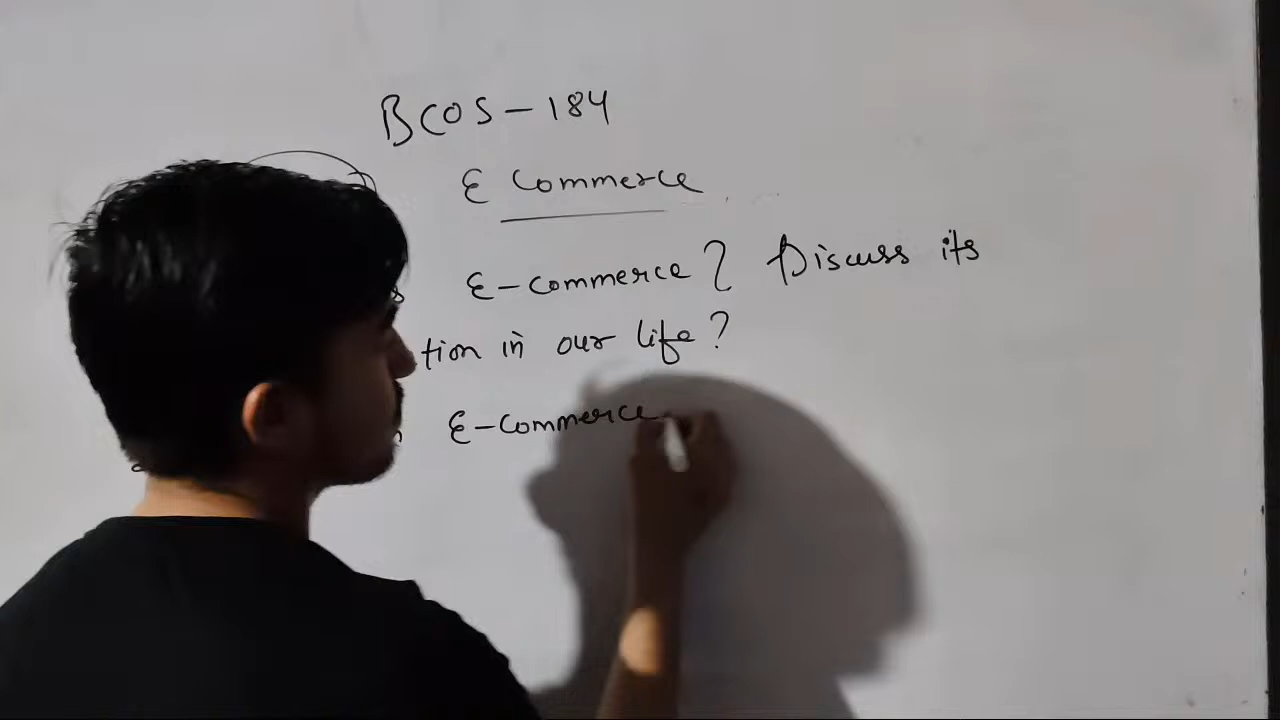 BCOS-184
E Commerce
E-commerce? Discuss its
tion in our life?
E-Commerce